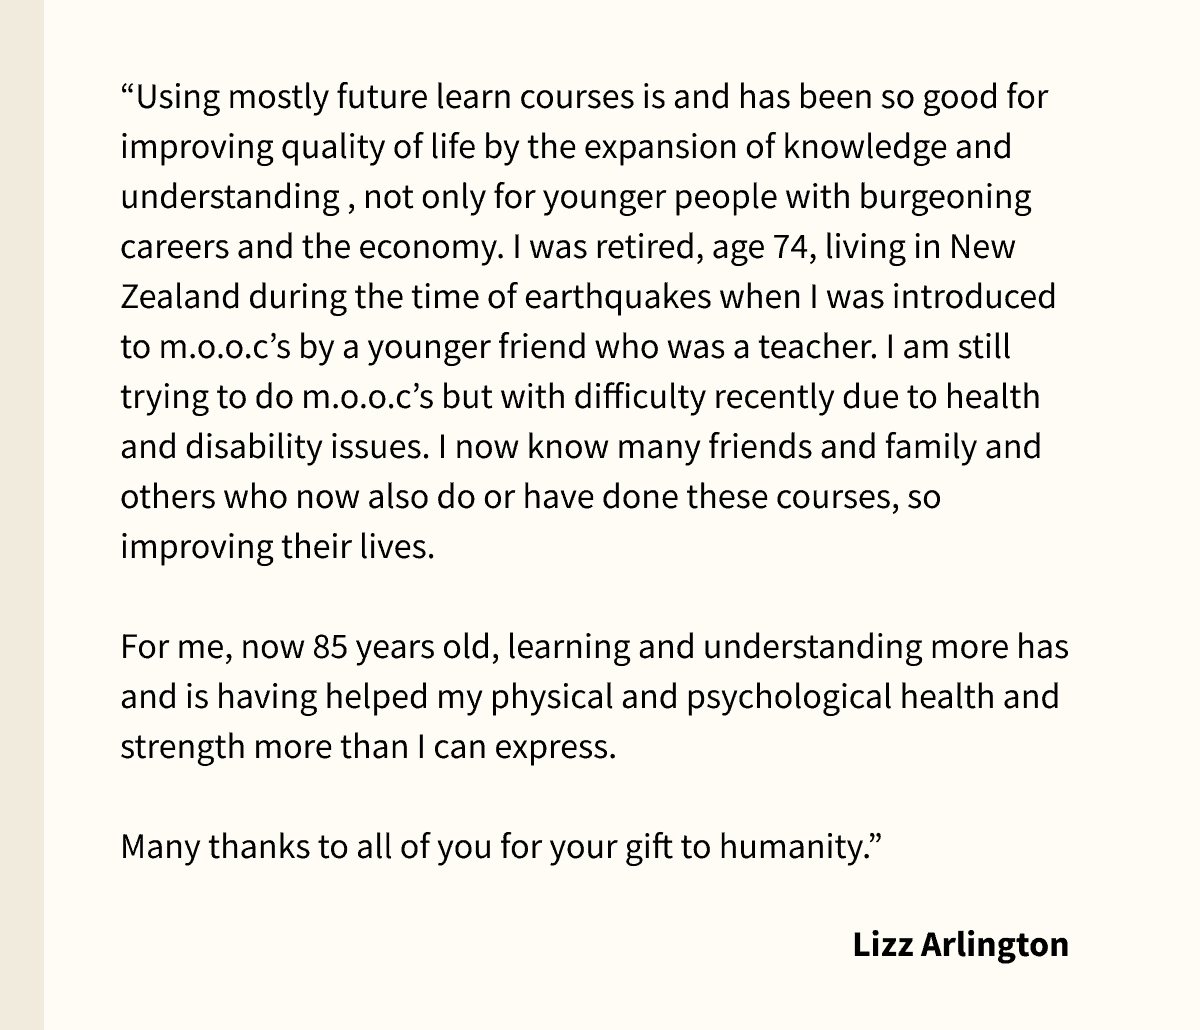 “Using mostly future learn courses is and has been so good for
improving quality of life by the expansion of knowledge and
understanding , not only for younger people with burgeoning
careers and the economy. I was retired, age 74, living in New
Zealand during the time of earthquakes when I was introduced
to m.o.o.c’s by a younger friend who was a teacher. I am still
trying to do m.o.o.c’s but with difficulty recently due to health
and disability issues. I now know many friends and family and
others who now also do or have done these courses, so
improving their lives.
For me, now 85 years old, learning and understanding more has
and is having helped my physical and psychological health and
strength more than I can express.
Many thanks to all of you for your gift to humanity.”
Lizz Arlington